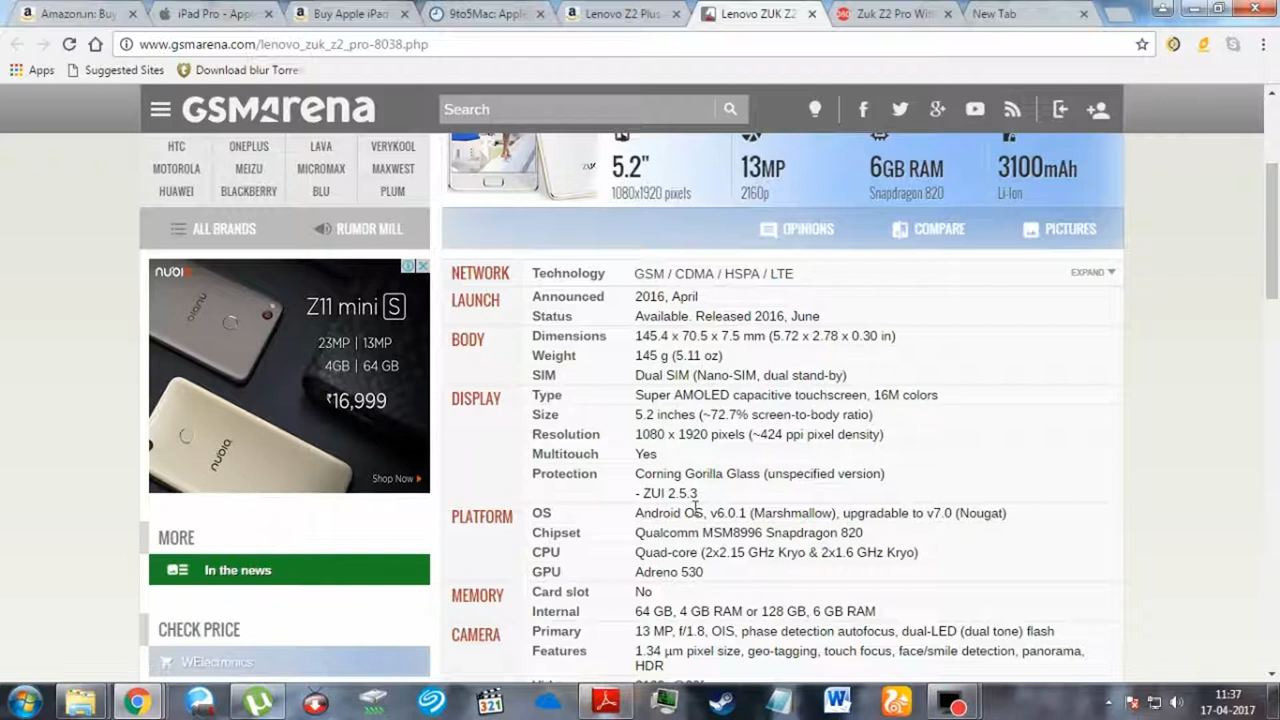 Amazon.in: Buy
iPad Pro - Apple
Buy Apple iPad
9to5Mac: Apple
Lenovo Z2 Plus
Lenovo ZUK Z2
Zuk Z2 Pro With
New Tab
www.gsmarena.com/lenovo_zuk_z2_pro-8038.php
Apps
Suggested Sites
Download blur Torre
GSMarena
Search
HTC ONEPLUS LAVA VERYKOOL
MOTOROLA MEIZU MICROMAX MAXWEST
HUAWEI BLACKBERRY BLU PLUM
ALL BRANDS
RUMOR MILL
5.2" 13MP 6GB RAM 3100mAh
1080x1920 pixels 2160p Snapdragon 820 Li-Ion
OPINIONS COMPARE PICTURES
nubia
Z11 mini S
23MP | 13MP
4GB | 64 GB
₹16,999
nubia
Shop Now
MORE
In the news
CHECK PRICE
WElectronics
NETWORK Technology GSM / CDMA / HSPA / LTE EXPAND
LAUNCH Announced 2016, April
Status Available. Released 2016, June
BODY Dimensions 145.4 x 70.5 x 7.5 mm (5.72 x 2.78 x 0.30 in)
Weight 145 g (5.11 oz)
SIM Dual SIM (Nano-SIM, dual stand-by)
DISPLAY Type Super AMOLED capacitive touchscreen, 16M colors
Size 5.2 inches (~72.7% screen-to-body ratio)
Resolution 1080 x 1920 pixels (~424 ppi pixel density)
Multitouch Yes
Protection Corning Gorilla Glass (unspecified version)
- ZUI 2.5.3
PLATFORM OS Android OS, v6.0.1 (Marshmallow), upgradable to v7.0 (Nougat)
Chipset Qualcomm MSM8996 Snapdragon 820
CPU Quad-core (2x2.15 GHz Kryo & 2x1.6 GHz Kryo)
GPU Adreno 530
MEMORY Card slot No
Internal 64 GB, 4 GB RAM or 128 GB, 6 GB RAM
CAMERA Primary 13 MP, f/1.8, OIS, phase detection autofocus, dual-LED (dual tone) flash
Features 1.34 µm pixel size, geo-tagging, touch focus, face/smile detection, panorama,
HDR
321
11:37
17-04-2017